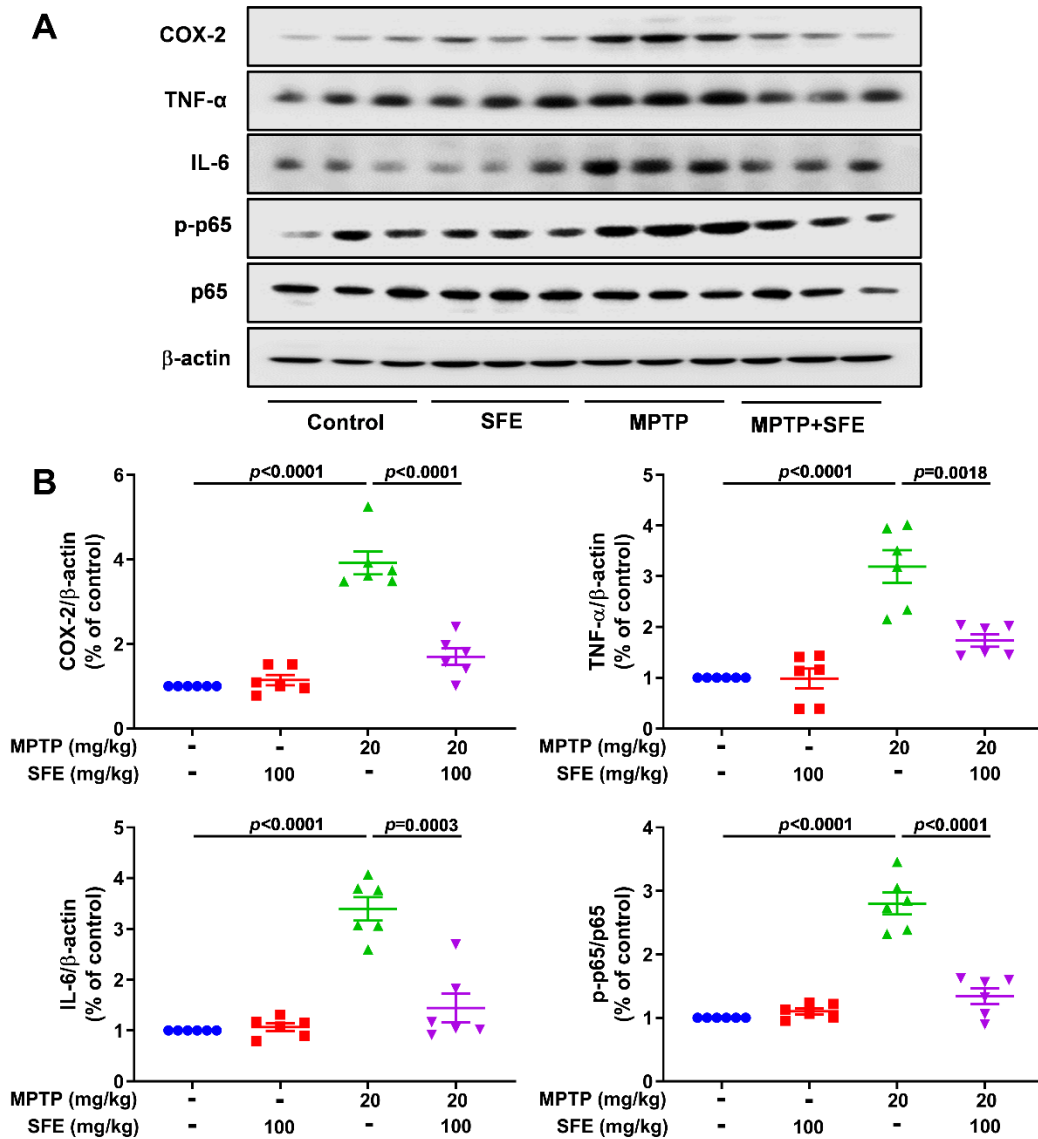 A
COX-2
TNF-α
IL-6
p-p65
p65
β-actin
Control SFE MPTP MPTP+SFE
B
COX-2/β-actin
(% of control)
6
4
2
0
p<0.0001 p<0.0001
MPTP (mg/kg) - - 20 20
SFE (mg/kg) - 100 - 100
TNF-α/β-actin
(% of control)
5
4
3
2
1
0
p<0.0001 p=0.0018
MPTP (mg/kg) - - 20 20
SFE (mg/kg) - 100 - 100
IL-6/β-actin
(% of control)
5
4
3
2
1
0
p<0.0001 p=0.0003
MPTP (mg/kg) - - 20 20
SFE (mg/kg) - 100 - 100
p-p65/p65
(% of control)
4
3
2
1
0
p<0.0001 p<0.0001
MPTP (mg/kg) - - 20 20
SFE (mg/kg) - 100 - 100